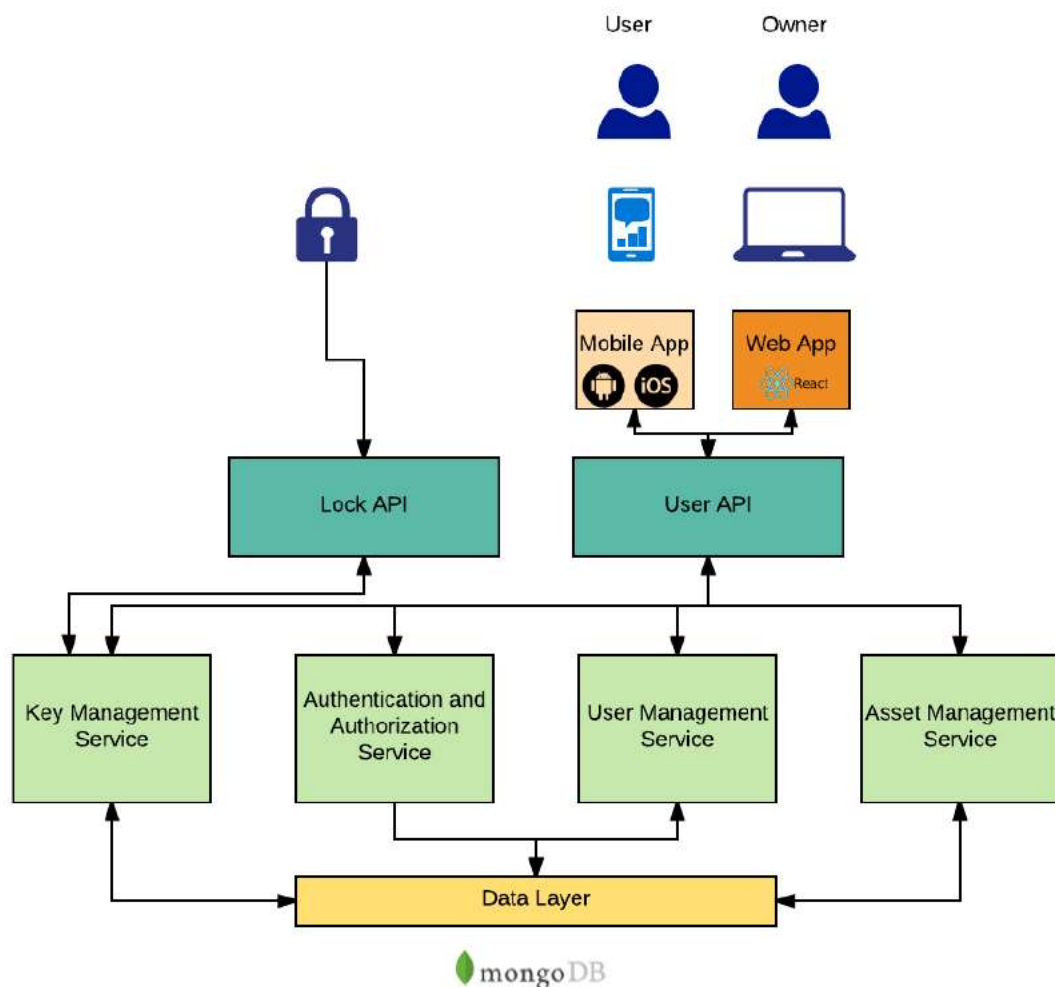 User
Owner
Mobile App
iOS
Web App
React
Lock API
User API
Key Management
Service
Authentication and
Authorization
Service
User Management
Service
Asset Management
Service
Data Layer
mongoDB